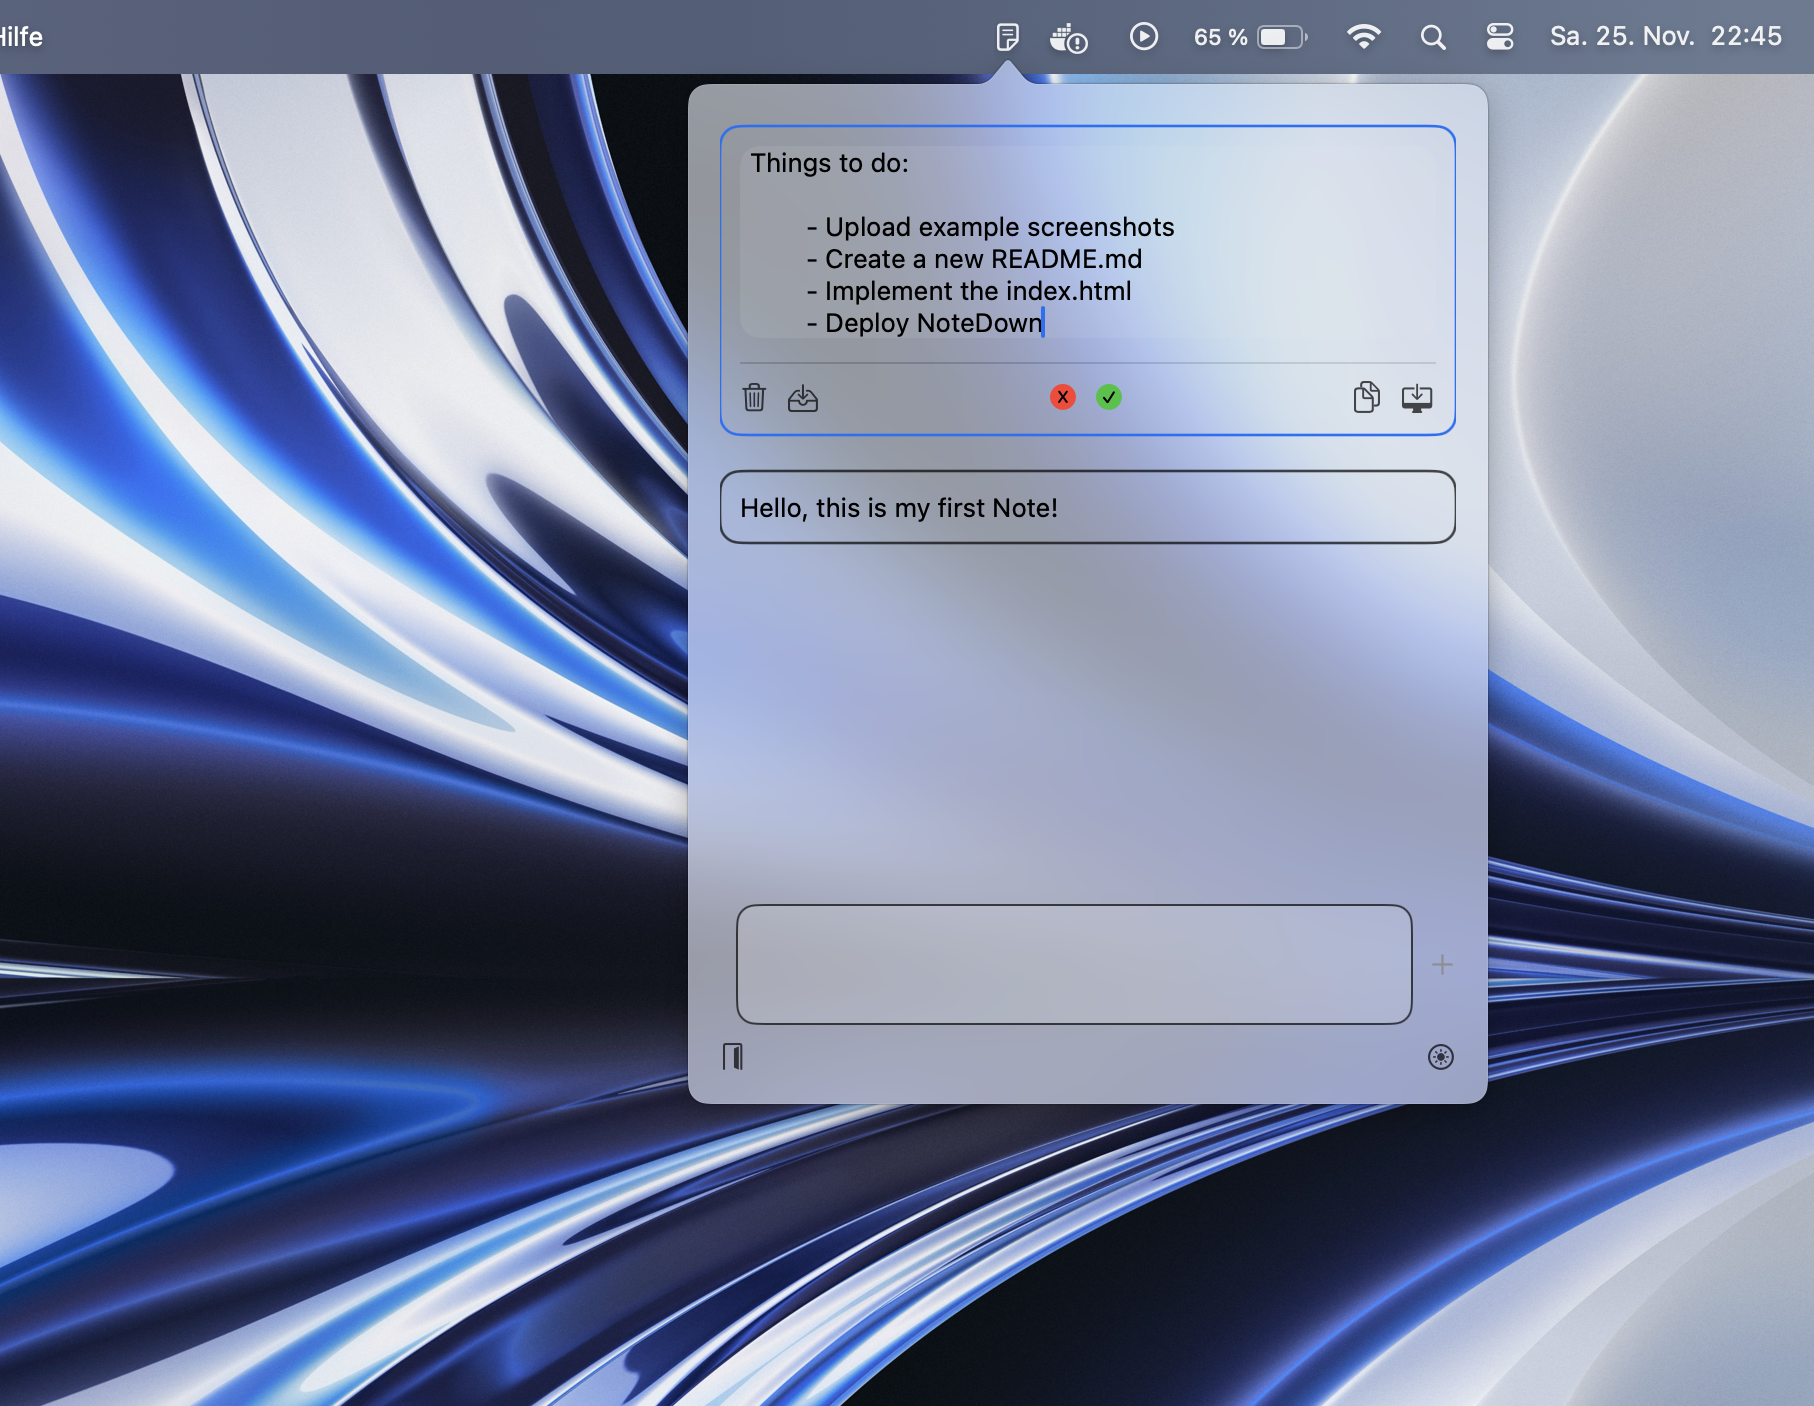 Hilfe
65 %
Sa. 25. Nov. 22:45
Things to do:
- Upload example screenshots
- Create a new README.md
- Implement the index.html
- Deploy NoteDown
Hello, this is my first Note!